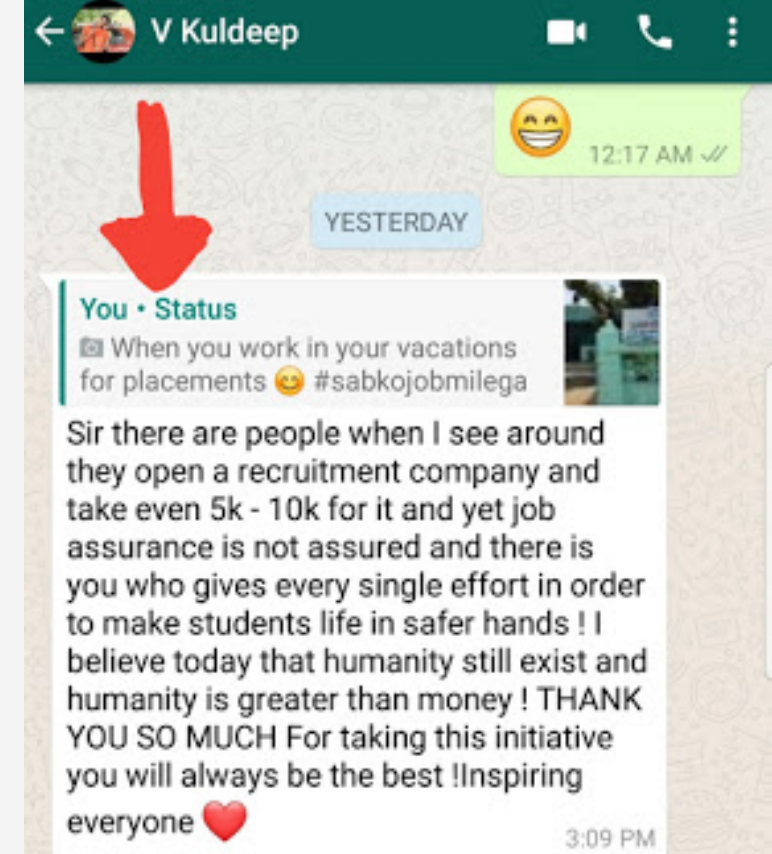 V Kuldeep
😁 12:17 AM
YESTERDAY
You • Status
📷 When you work in your vacations
for placements 😊 #sabkojobmilega
Sir there are people when I see around
they open a recruitment company and
take even 5k - 10k for it and yet job
assurance is not assured and there is
you who gives every single effort in order
to make students life in safer hands ! I
believe today that humanity still exist and
humanity is greater than money ! THANK
YOU SO MUCH For taking this initiative
you will always be the best !Inspiring
everyone ❤️
3:09 PM